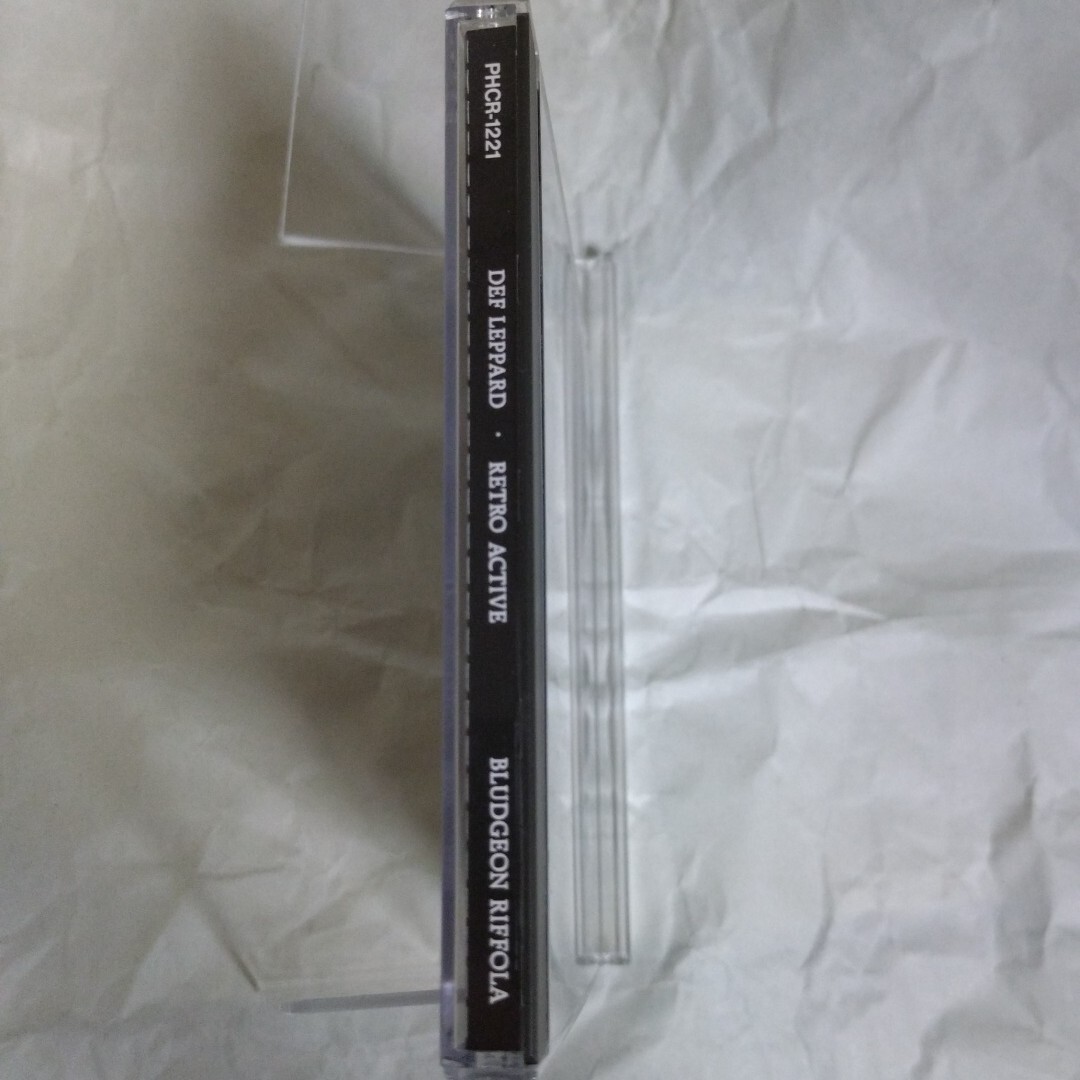 PHCR-1221
DEF LEPPARD · RETRO ACTIVE
BLUDGEON RIFFOLA